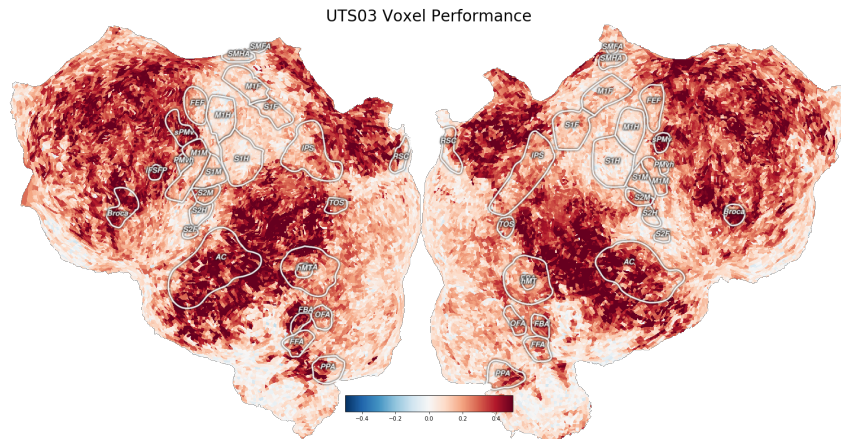 UTS03 Voxel Performance
SMFA
SMHA
M1F
S1F
FEF
M1H
sPMv
IPS
RSC
M1M
PMvh
IFSFP
S1H
S1M
S2M
Broca
S2H
TOS
S2F
AC
hMT
FBA
OFA
FFA
PPA
SMFA
SMHA
M1F
FEF
S1F
M1H
sPMv
RSC
IPS
S1H
PMvh
S1M
M1M
S2M
S2H
Broca
TOS
S2F
AC
hMT
OFA
FBA
FFA
PPA
−0.4 −0.2 0.0 0.2 0.4